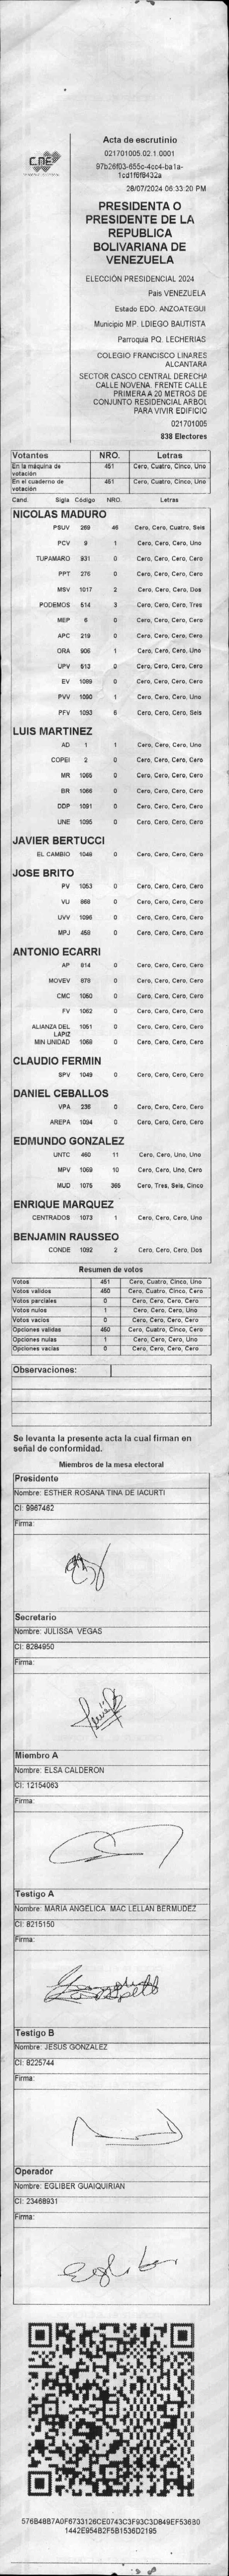 CNE
Acta de escrutinio
021701005.02.1.0001
97b26f03-655c-4cc4-ba1a-
1cd1f6f8432a
28/07/2024 06:33:20 PM
PRESIDENTA O
PRESIDENTE DE LA
REPUBLICA
BOLIVARIANA DE
VENEZUELA
ELECCIÓN PRESIDENCIAL 2024
Pais VENEZUELA
Estado EDO. ANZOATEGUI
Municipio MP. LDIEGO BAUTISTA
Parroquia PQ. LECHERIAS
COLEGIO FRANCISCO LINARES
ALCANTARA
SECTOR CASCO CENTRAL DERECHA
CALLE NOVENA. FRENTE CALLE
PRIMERA A 20 METROS DE
CONJUNTO RESIDENCIAL ARBOL
PARA VIVIR EDIFICIO
021701005
838 Electores
Votantes NRO. Letras
En la máquina de votación 451 Cero, Cuatro, Cinco, Uno
En el cuaderno de votación 451 Cero, Cuatro, Cinco, Uno
Cand. Sigla Código NRO. Letras
NICOLAS MADURO
PSUV 269 46 Cero, Cero, Cuatro, Seis
PCV 9 1 Cero, Cero, Cero, Uno
TUPAMARO 931 0 Cero, Cero, Cero, Cero
PPT 276 0 Cero, Cero, Cero, Cero
MSV 1017 2 Cero, Cero, Cero, Dos
PODEMOS 514 3 Cero, Cero, Cero, Tres
MEP 6 0 Cero, Cero, Cero, Cero
APC 219 0 Cero, Cero, Cero, Cero
ORA 906 1 Cero, Cero, Cero, Uno
UPV 513 0 Cero, Cero, Cero, Cero
EV 1089 0 Cero, Cero, Cero, Cero
PVV 1090 1 Cero, Cero, Cero, Uno
PFV 1093 6 Cero, Cero, Cero, Seis
LUIS MARTINEZ
AD 1 1 Cero, Cero, Cero, Uno
COPEI 2 0 Cero, Cero, Cero, Cero
MR 1065 0 Cero, Cero, Cero, Cero
BR 1066 0 Cero, Cero, Cero, Cero
DDP 1091 0 Cero, Cero, Cero, Cero
UNE 1095 0 Cero, Cero, Cero, Cero
JAVIER BERTUCCI
EL CAMBIO 1048 0 Cero, Cero, Cero, Cero
JOSE BRITO
PV 1053 0 Cero, Cero, Cero, Cero
VU 868 0 Cero, Cero, Cero, Cero
UVV 1096 0 Cero, Cero, Cero, Cero
MPJ 459 0 Cero, Cero, Cero, Cero
ANTONIO ECARRI
AP 814 0 Cero, Cero, Cero, Cero
MOVEV 878 0 Cero, Cero, Cero, Cero
CMC 1060 0 Cero, Cero, Cero, Cero
FV 1062 0 Cero, Cero, Cero, Cero
ALIANZA DEL LÁPIZ 1051 0 Cero, Cero, Cero, Cero
MIN UNIDAD 1058 0 Cero, Cero, Cero, Cero
CLAUDIO FERMIN
SPV 1049 0 Cero, Cero, Cero, Cero
DANIEL CEBALLOS
VPA 236 0 Cero, Cero, Cero, Cero
AREPA 1094 0 Cero, Cero, Cero, Cero
EDMUNDO GONZALEZ
UNTC 460 11 Cero, Cero, Uno, Uno
MPV 1069 10 Cero, Cero, Uno, Cero
MUD 1075 365 Cero, Tres, Seis, Cinco
ENRIQUE MARQUEZ
CENTRADOS 1073 1 Cero, Cero, Cero, Uno
BENJAMIN RAUSSEO
CONDE 1092 2 Cero, Cero, Cero, Dos
Resumen de votos
Votos 451 Cero, Cuatro, Cinco, Uno
Votos validos 450 Cero, Cuatro, Cinco, Cero
Votos parciales 0 Cero, Cero, Cero, Cero
Votos nulos 1 Cero, Cero, Cero, Uno
Votos vacios 0 Cero, Cero, Cero, Cero
Opciones validas 450 Cero, Cuatro, Cinco, Cero
Opciones nulas 1 Cero, Cero, Cero, Uno
Opciones vacias 0 Cero, Cero, Cero, Cero
Observaciones:
Se levanta la presente acta la cual firman en
señal de conformidad.
Miembros de la mesa electoral
Presidente
Nombre: ESTHER ROSANA TINA DE IACURTI
CI: 9967462
Firma:
Secretario
Nombre: JULISSA VEGAS
CI: 8284950
Firma:
Miembro A
Nombre: ELSA CALDERON
CI: 12154063
Firma:
Testigo A
Nombre: MARIA ANGELICA MAC LELLAN BERMUDEZ
CI: 8215150
Firma:
Testigo B
Nombre: JESUS GONZALEZ
CI: 8225744
Firma:
Operador
Nombre: EGLIBER GUAIQUIRIAN
CI: 23468931
Firma:
Egliber
576B48B7A0F6733126CE0743C3F93C3D849EF536B0
1442E954B2F5B1536D2195